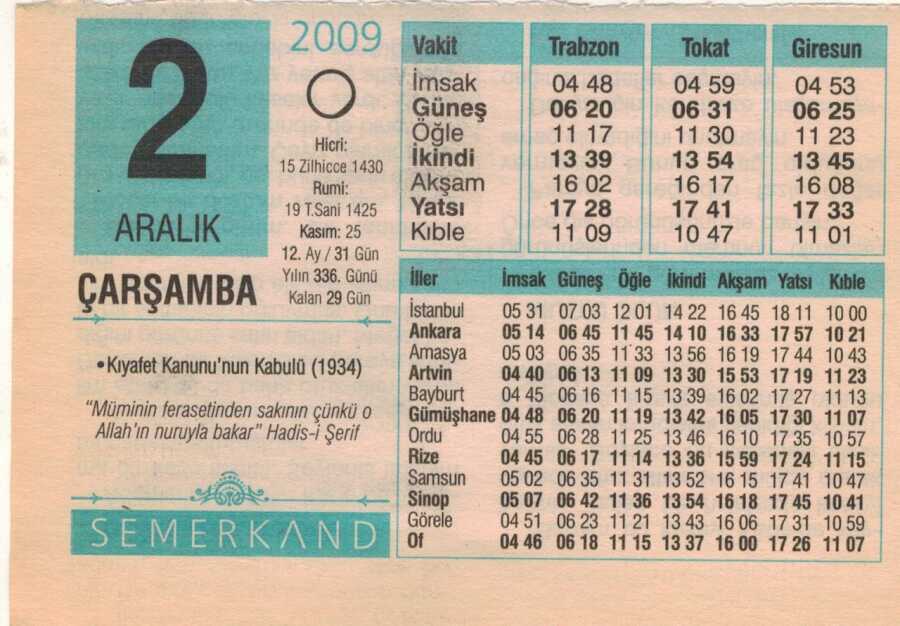 2
ARALIK
ÇARŞAMBA
2009
Hicri:
15 Zilhicce 1430
Rumi:
19 T.Sani 1425
Kasım: 25
12. Ay / 31 Gün
Yılın 336. Günü
Kalan 29 Gün
•Kıyafet Kanunu'nun Kabulü (1934)
"Müminin ferasetinden sakının çünkü o
Allah'ın nuruyla bakar" Hadis-i Şerif
SEMERKAND
Vakit Trabzon Tokat Giresun
İmsak 04 48 04 59 04 53
Güneş 06 20 06 31 06 25
Öğle 11 17 11 30 11 23
İkindi 13 39 13 54 13 45
Akşam 16 02 16 17 16 08
Yatsı 17 28 17 41 17 33
Kıble 11 09 10 47 11 01
İller İmsak Güneş Öğle İkindi Akşam Yatsı Kıble
İstanbul 05 31 07 03 12 01 14 22 16 45 18 11 10 00
Ankara 05 14 06 45 11 45 14 10 16 33 17 57 10 21
Amasya 05 03 06 35 11 33 13 56 16 19 17 44 10 43
Artvin 04 40 06 13 11 09 13 30 15 53 17 19 11 23
Bayburt 04 45 06 16 11 15 13 39 16 02 17 27 11 13
Gümüşhane 04 48 06 20 11 19 13 42 16 05 17 30 11 07
Ordu 04 55 06 28 11 25 13 46 16 10 17 35 10 57
Rize 04 45 06 17 11 14 13 36 15 59 17 24 11 15
Samsun 05 02 06 35 11 31 13 52 16 15 17 41 10 47
Sinop 05 07 06 42 11 36 13 54 16 18 17 45 10 41
Görele 04 51 06 23 11 21 13 43 16 06 17 31 10 59
Of 04 46 06 18 11 15 13 37 16 00 17 26 11 07